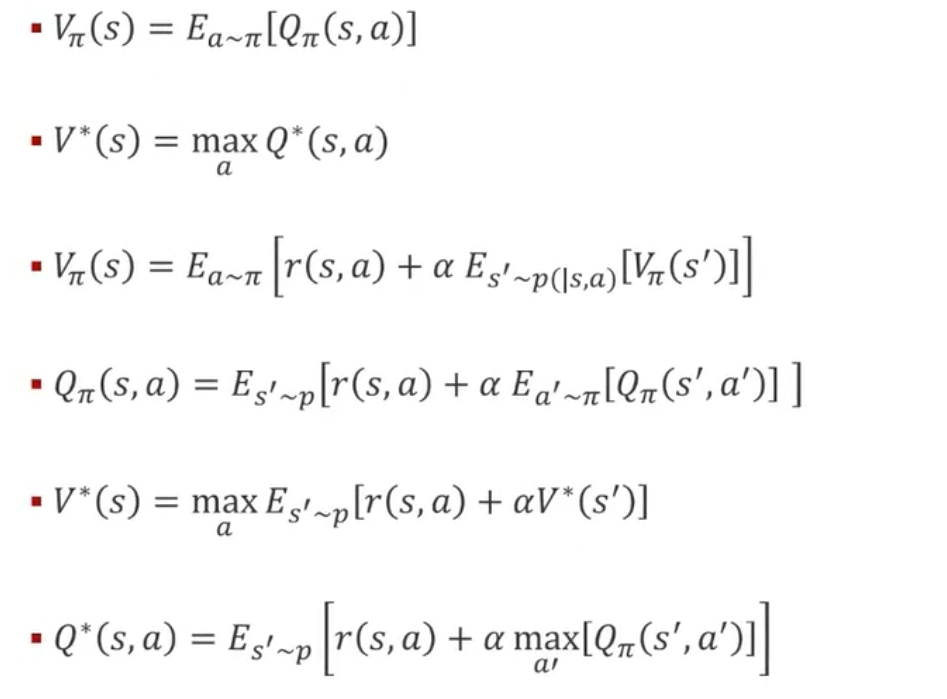 ▪ V_π(s) = E_{a~π}[Q_π(s, a)]
▪ V*(s) = max_a Q*(s, a)
▪ V_π(s) = E_{a~π} [r(s, a) + α E_{s′~p(|s,a)}[V_π(s′)]]
▪ Q_π(s, a) = E_{s′~p}[r(s, a) + α E_{a′~π}[Q_π(s′, a′)] ]
▪ V*(s) = max_a E_{s′~p}[r(s, a) + αV*(s′)]
▪ Q*(s, a) = E_{s′~p} [r(s, a) + α max_{a′}[Q_π(s′, a′)]]